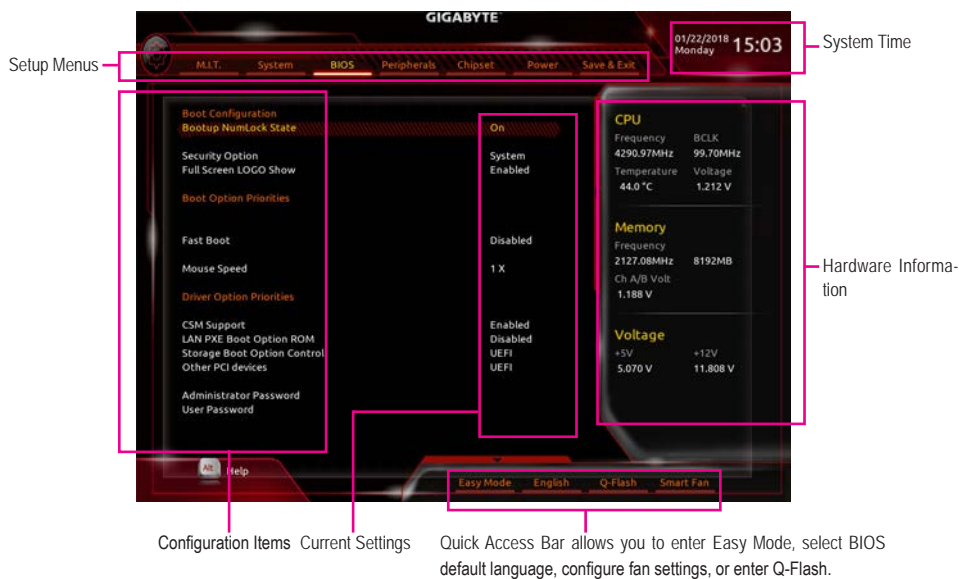 GIGABYTE
01/22/2018 15:03
Monday
System Time
Setup Menus
M.I.T. System BIOS Peripherals Chipset Power Save & Exit
Boot Configuration
Bootup NumLock State On
Security Option System
Full Screen LOGO Show Enabled
Boot Option Priorities
Fast Boot Disabled
Mouse Speed 1 X
Driver Option Priorities
CSM Support Enabled
LAN PXE Boot Option ROM Disabled
Storage Boot Option Control UEFI
Other PCI devices UEFI
Administrator Password
User Password
CPU
Frequency BCLK
4290.97MHz 99.70MHz
Temperature Voltage
44.0 °C 1.212 V
Memory
Frequency
2127.08MHz 8192MB
Ch A/B Volt
1.188 V
Voltage
+5V +12V
5.070 V 11.808 V
Hardware Informa-
tion
Alt Help
Easy Mode English Q-Flash Smart Fan
Configuration Items Current Settings
Quick Access Bar allows you to enter Easy Mode, select BIOS
default language, configure fan settings, or enter Q-Flash.